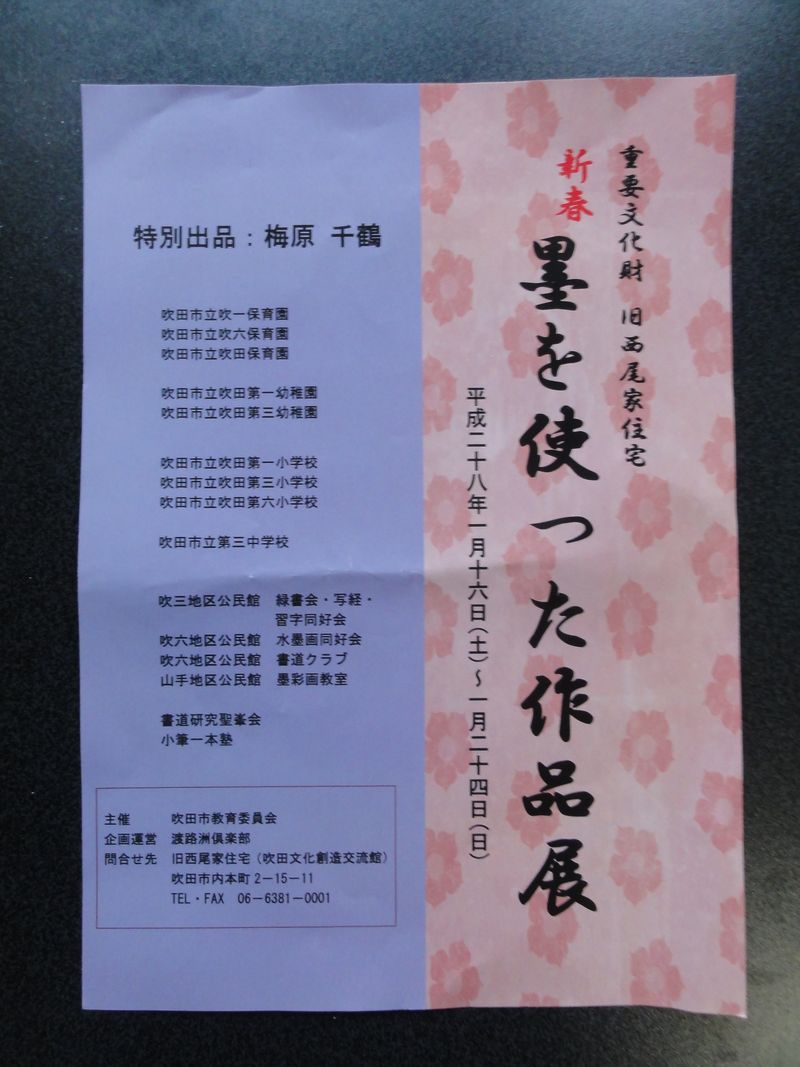 重要文化財 旧西尾家住宅
新春
墨を使った作品展
平成二十八年一月十六日(土)~一月二十四日(日)
特別出品:梅原 千鶴
吹田市立吹一保育園
吹田市立吹六保育園
吹田市立吹田保育園
吹田市立吹田第一幼稚園
吹田市立吹田第三幼稚園
吹田市立吹田第一小学校
吹田市立吹田第三小学校
吹田市立吹田第六小学校
吹田市立第三中学校
吹三地区公民館 緑書会・写経・
習字同好会
吹六地区公民館 水墨画同好会
吹六地区公民館 書道クラブ
山手地区公民館 墨彩画教室
書道研究聖峯会
小筆一本塾
主催 吹田市教育委員会
企画運営 渡路洲倶楽部
問合せ先 旧西尾家住宅(吹田文化創造交流館)
吹田市内本町2-15-11
TEL・FAX 06-6381-0001